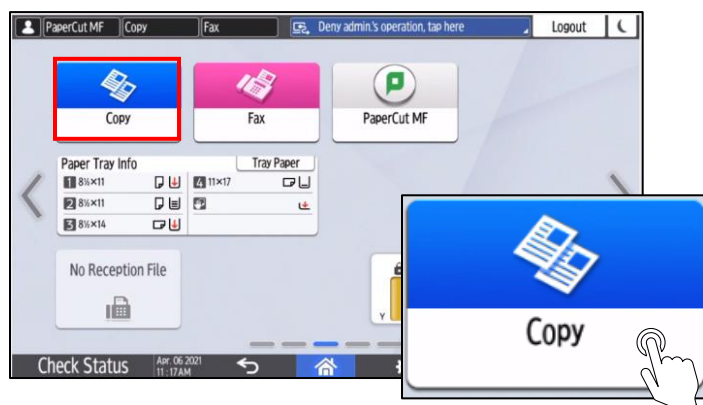 PaperCut MF Copy Fax Deny admin.'s operation, tap here Logout
Copy Fax PaperCut MF
Paper Tray Info Tray Paper
1 8½×11 4 11×17
2 8½×11
3 8½×14
No Reception File
Y
Copy
Check Status Apr. 06 2021
11:17AM